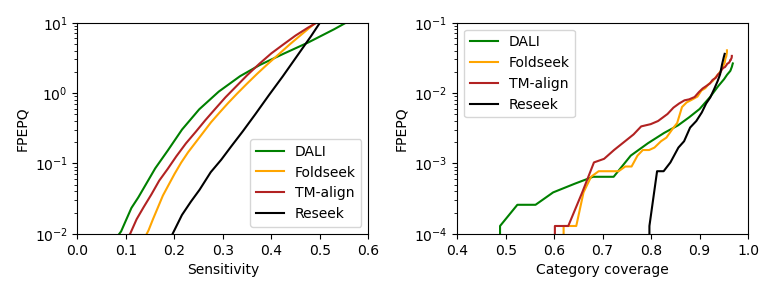 FPEPQ
10¹
10⁰
10⁻¹
10⁻²
0.0 0.1 0.2 0.3 0.4 0.5 0.6
Sensitivity
DALI
Foldseek
TM-align
Reseek
FPEPQ
10⁻¹
10⁻²
10⁻³
10⁻⁴
0.4 0.5 0.6 0.7 0.8 0.9 1.0
Category coverage
DALI
Foldseek
TM-align
Reseek